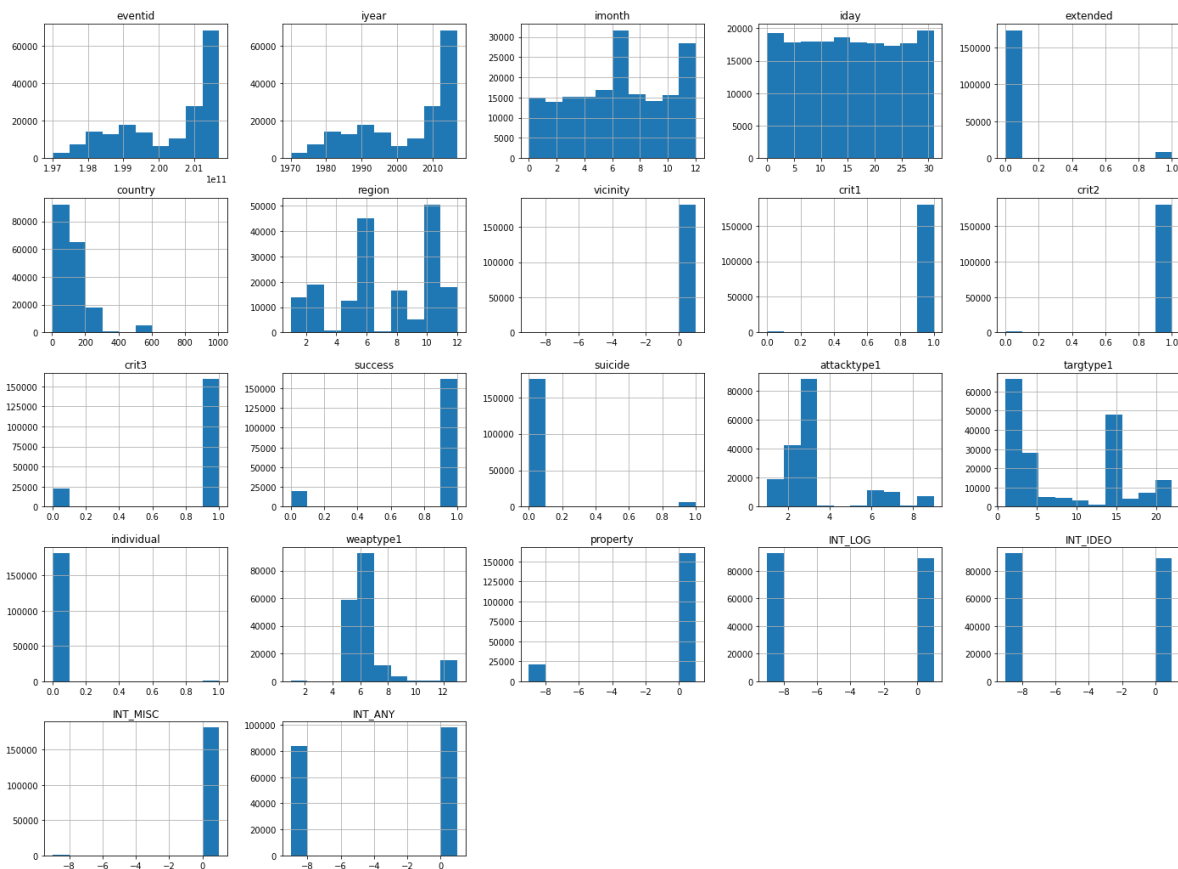 eventid iyear imonth iday extended
60000 40000 20000 0
1.97 1.98 1.99 2.00 2.01
1e11
60000 40000 20000 0
1970 1980 1990 2000 2010
30000 25000 20000 15000 10000 5000 0
0 2 4 6 8 10 12
20000 15000 10000 5000 0
0 5 10 15 20 25 30
150000 100000 50000 0
0.0 0.2 0.4 0.6 0.8 1.0
country region vicinity crit1 crit2
80000 60000 40000 20000 0
0 200 400 600 800 1000
50000 40000 30000 20000 10000 0
2 4 6 8 10 12
150000 100000 50000 0
−8 −6 −4 −2 0
150000 100000 50000 0
0.0 0.2 0.4 0.6 0.8 1.0
150000 100000 50000 0
0.0 0.2 0.4 0.6 0.8 1.0
crit3 success suicide attacktype1 targtype1
150000 125000 100000 75000 50000 25000 0
0.0 0.2 0.4 0.6 0.8 1.0
150000 125000 100000 75000 50000 25000 0
0.0 0.2 0.4 0.6 0.8 1.0
150000 100000 50000 0
0.0 0.2 0.4 0.6 0.8 1.0
80000 60000 40000 20000 0
2 4 6 8
60000 50000 40000 30000 20000 10000 0
0 5 10 15 20
individual weaptype1 property INT_LOG INT_IDEO
150000 100000 50000 0
0.0 0.2 0.4 0.6 0.8 1.0
80000 60000 40000 20000 0
2 4 6 8 10 12
150000 125000 100000 75000 50000 25000 0
−8 −6 −4 −2 0
80000 60000 40000 20000 0
−8 −6 −4 −2 0
80000 60000 40000 20000 0
−8 −6 −4 −2 0
INT_MISC INT_ANY
150000 100000 50000 0
−8 −6 −4 −2 0
100000 80000 60000 40000 20000 0
−8 −6 −4 −2 0